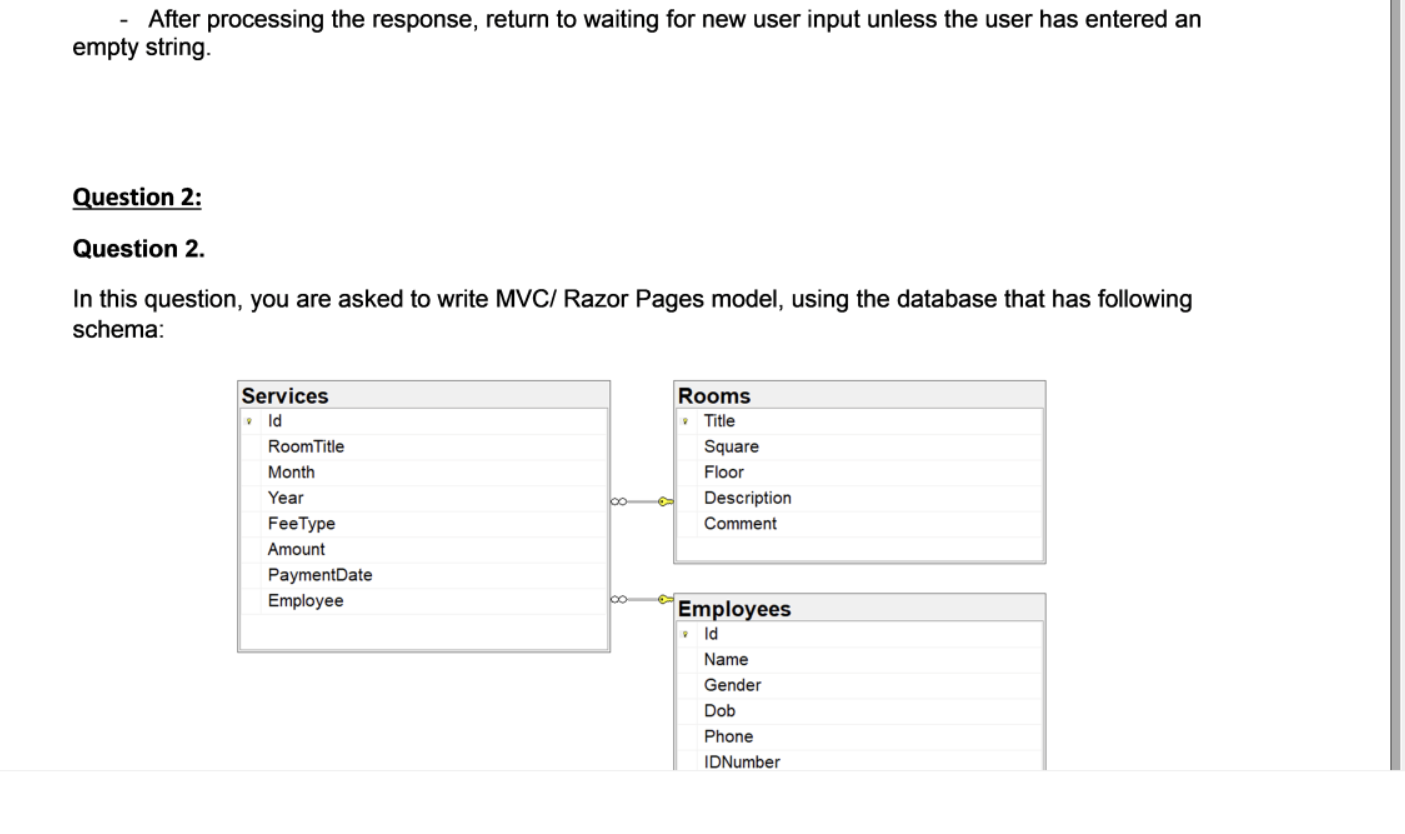 - After processing the response, return to waiting for new user input unless the user has entered an
empty string.
Question 2:
Question 2.
In this question, you are asked to write MVC/ Razor Pages model, using the database that has following
schema:
Services
Id
RoomTitle
Month
Year
FeeType
Amount
PaymentDate
Employee
Rooms
Title
Square
Floor
Description
Comment
Employees
Id
Name
Gender
Dob
Phone
IDNumber